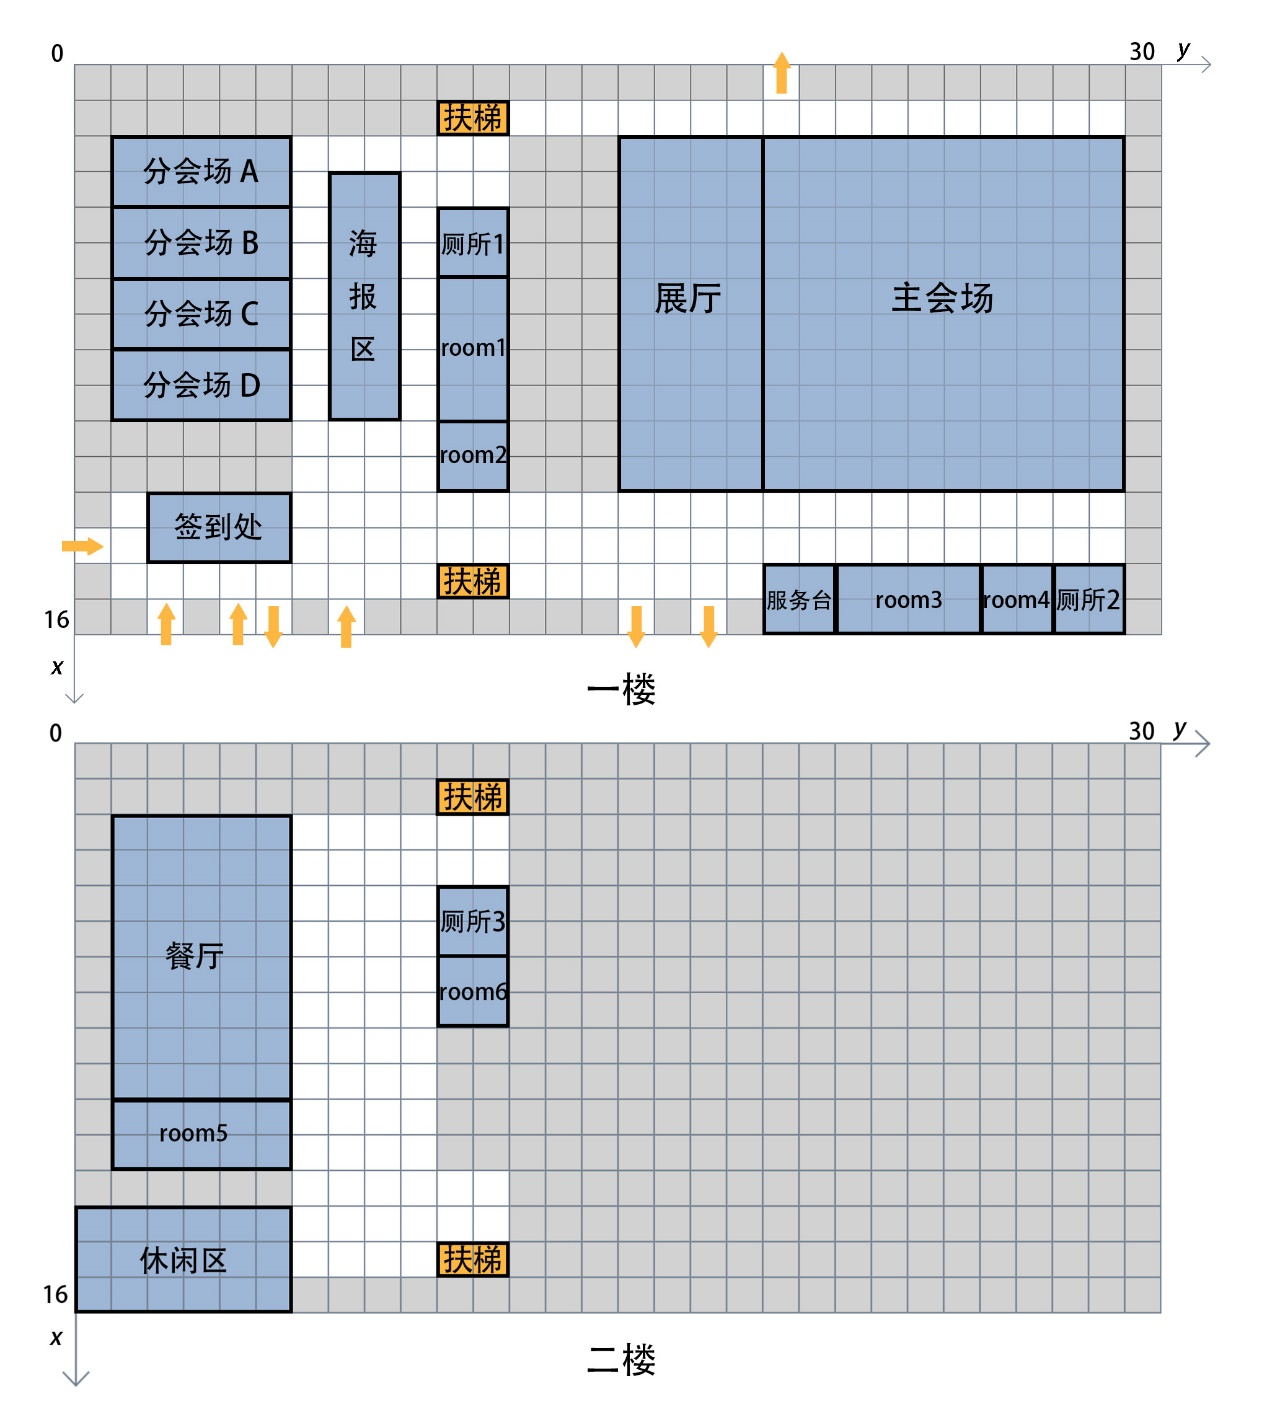 0
30 y
扶梯
分会场 A
分会场 B
分会场 C
分会场 D
海
报
区
厕所1
room1
room2
展厅
主会场
签到处
扶梯
服务台
room3
room4
厕所2
16
x
一楼
0
30 y
扶梯
餐厅
厕所3
room6
room5
休闲区
扶梯
16
x
二楼